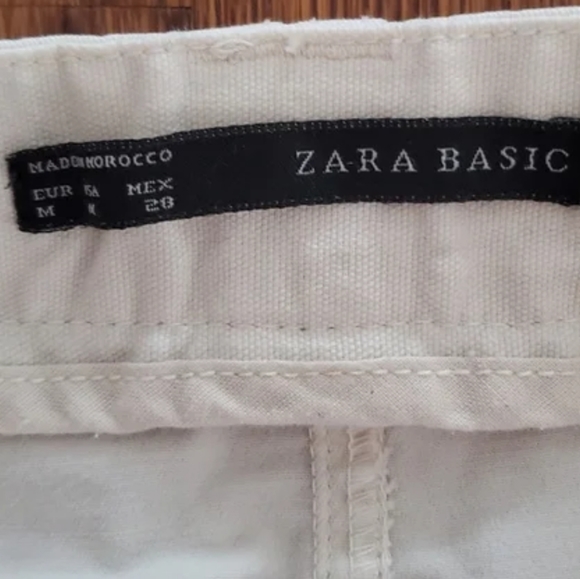 MADE IN MOROCCO
ZARA BASIC
EUR USA MEX
M M 28